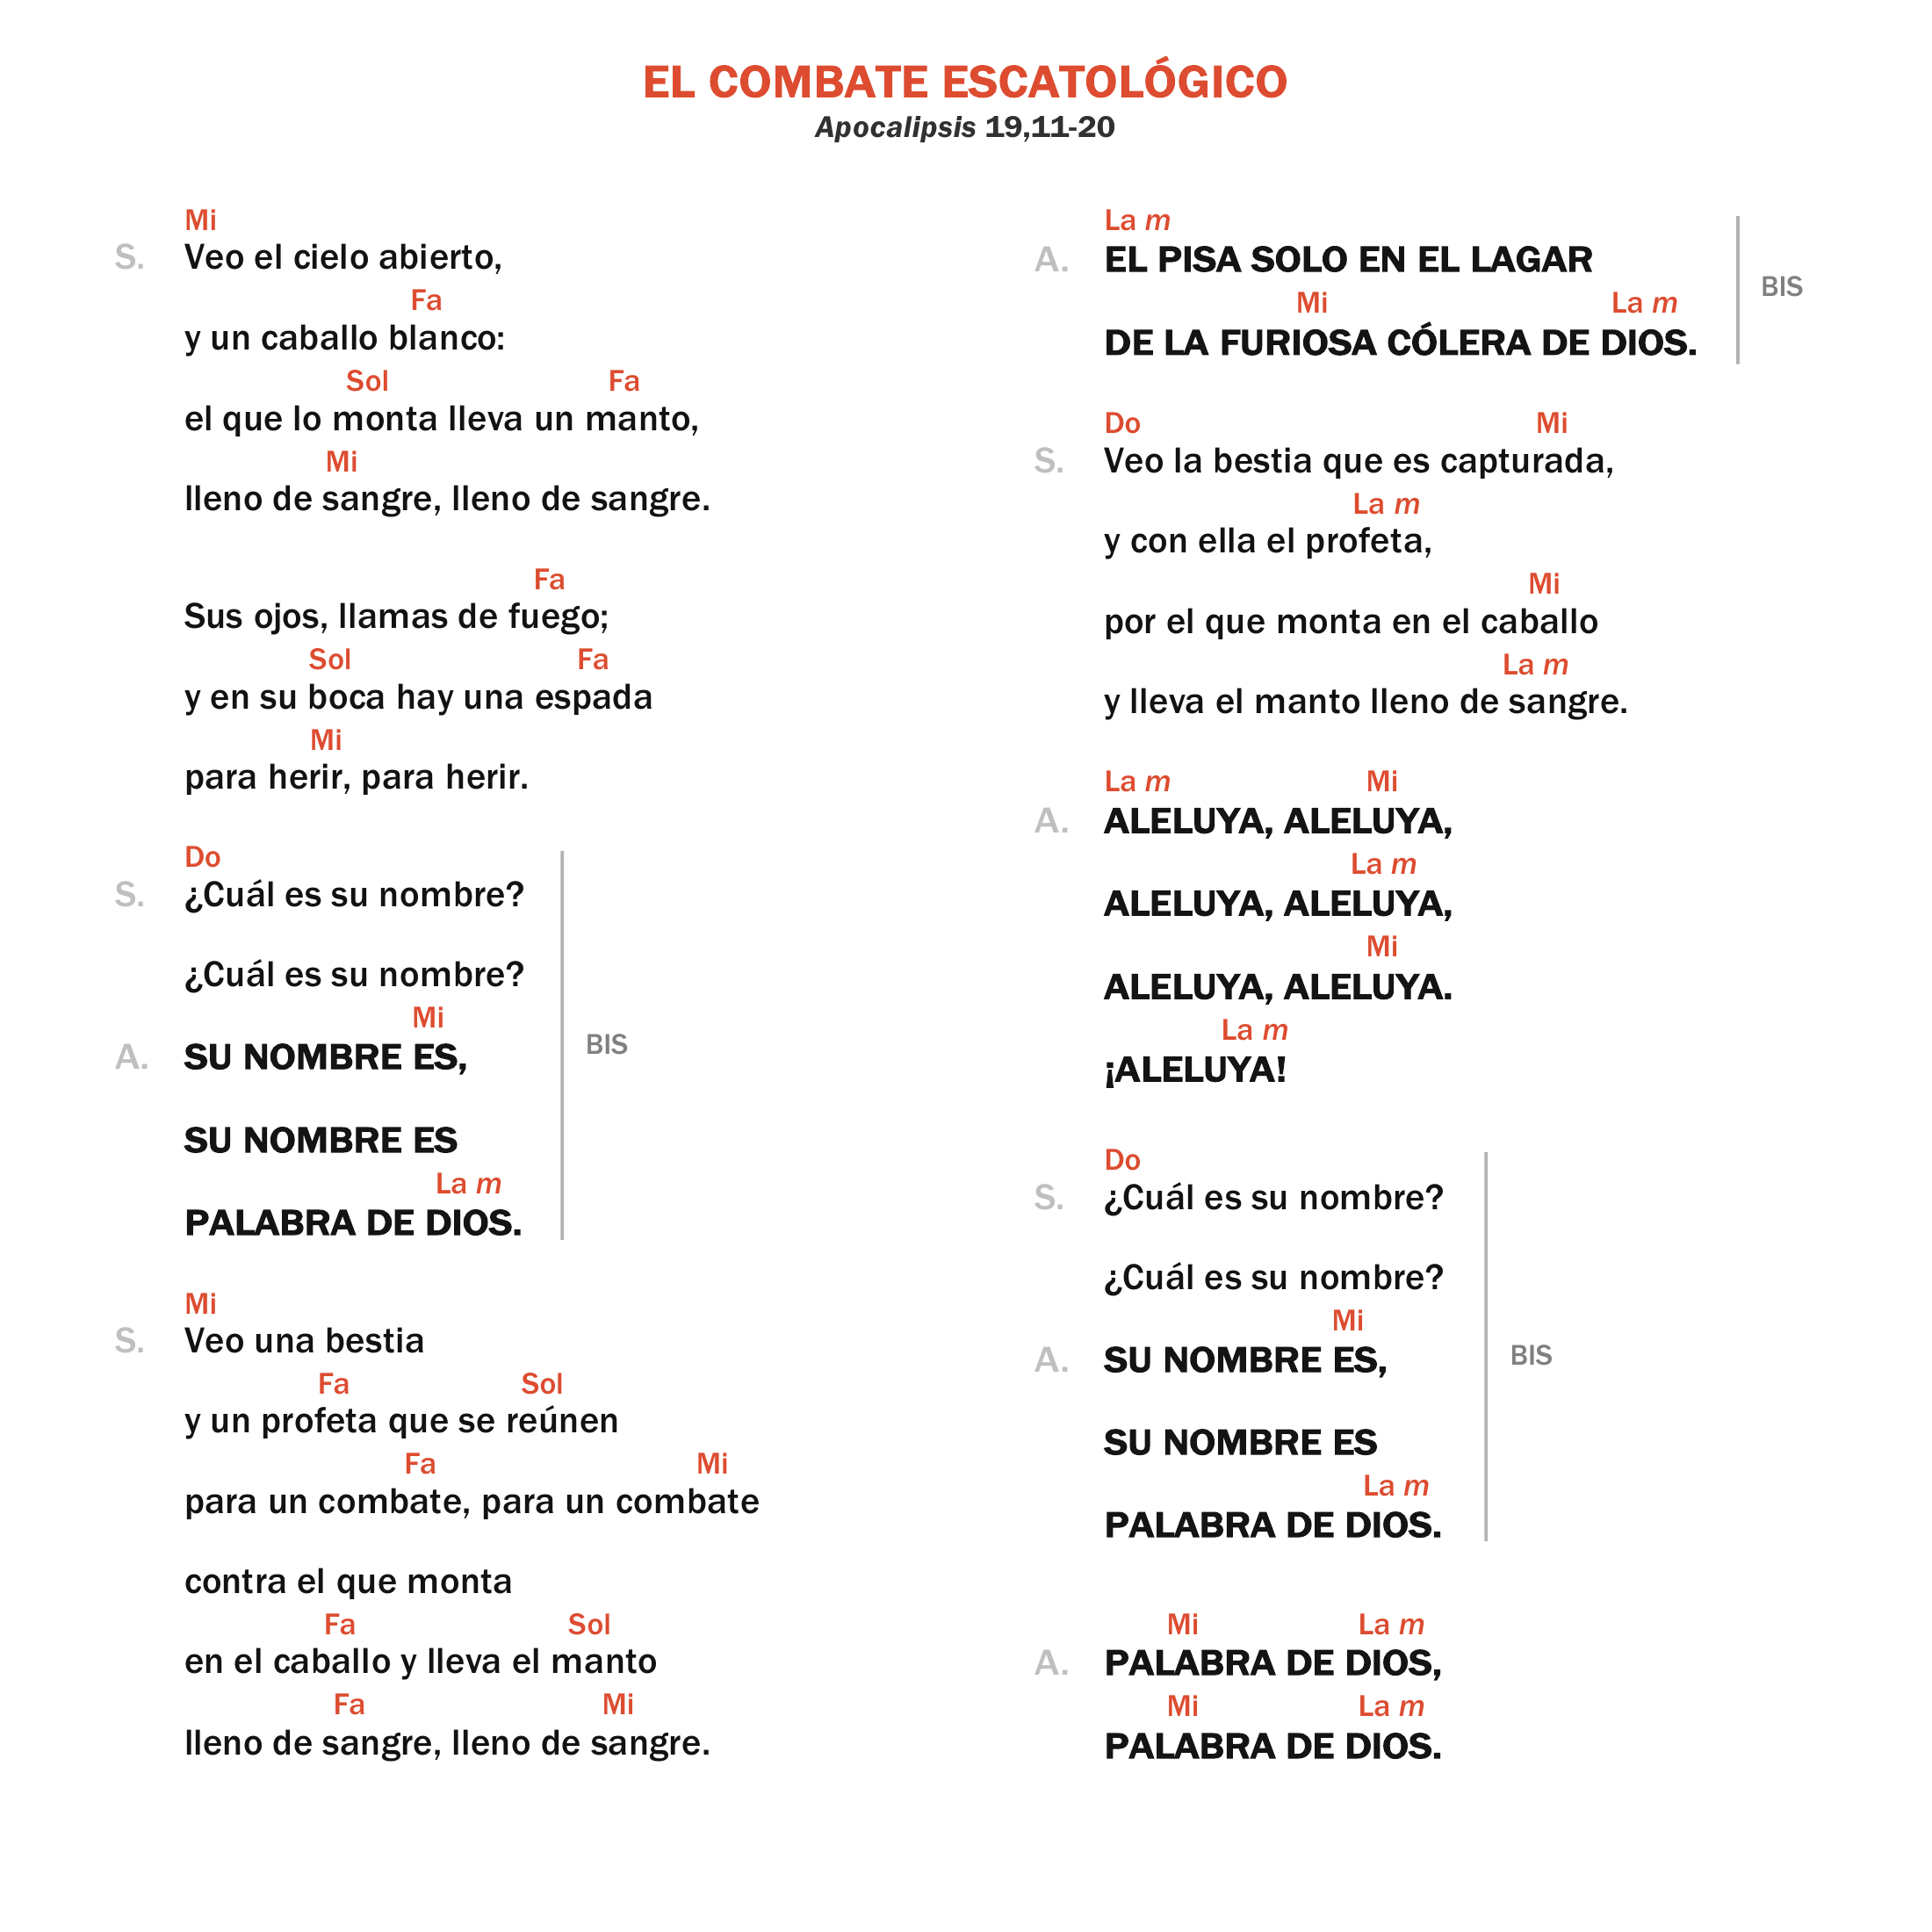 EL COMBATE ESCATOLÓGICO
Apocalipsis 19,11-20
Mi
S. Veo el cielo abierto,
Fa
y un caballo blanco:
Sol Fa
el que lo monta lleva un manto,
Mi
lleno de sangre, lleno de sangre.
Fa
Sus ojos, llamas de fuego;
Sol Fa
y en su boca hay una espada
Mi
para herir, para herir.
Do
S. ¿Cuál es su nombre?
¿Cuál es su nombre?
Mi
A. SU NOMBRE ES,
BIS
SU NOMBRE ES
La m
PALABRA DE DIOS.
Mi
S. Veo una bestia
Fa Sol
y un profeta que se reúnen
Fa Mi
para un combate, para un combate
contra el que monta
Fa Sol
en el caballo y lleva el manto
Fa Mi
lleno de sangre, lleno de sangre.
La m
A. EL PISA SOLO EN EL LAGAR
BIS
Mi La m
DE LA FURIOSA CÓLERA DE DIOS.
Do Mi
S. Veo la bestia que es capturada,
La m
y con ella el profeta,
Mi
por el que monta en el caballo
La m
y lleva el manto lleno de sangre.
La m Mi
A. ALELUYA, ALELUYA,
La m
ALELUYA, ALELUYA,
Mi
ALELUYA, ALELUYA.
La m
¡ALELUYA!
Do
S. ¿Cuál es su nombre?
¿Cuál es su nombre?
Mi
A. SU NOMBRE ES,
BIS
SU NOMBRE ES
La m
PALABRA DE DIOS.
Mi La m
A. PALABRA DE DIOS,
Mi La m
PALABRA DE DIOS.